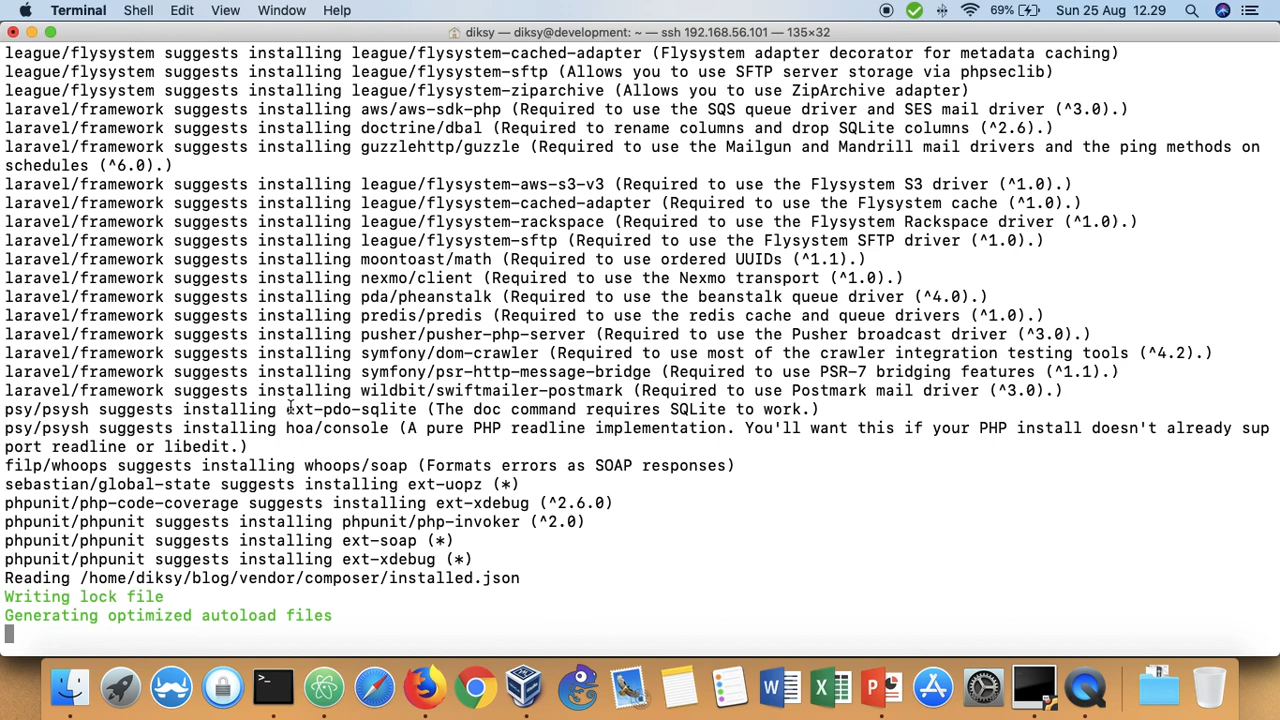 Terminal Shell Edit View Window Help 69% Sun 25 Aug 12.29
diksy — diksy@development: ~ — ssh 192.168.56.101 — 135×32
league/flysystem suggests installing league/flysystem-cached-adapter (Flysystem adapter decorator for metadata caching)
league/flysystem suggests installing league/flysystem-sftp (Allows you to use SFTP server storage via phpseclib)
league/flysystem suggests installing league/flysystem-ziparchive (Allows you to use ZipArchive adapter)
laravel/framework suggests installing aws/aws-sdk-php (Required to use the SQS queue driver and SES mail driver (^3.0).)
laravel/framework suggests installing doctrine/dbal (Required to rename columns and drop SQLite columns (^2.6).)
laravel/framework suggests installing guzzlehttp/guzzle (Required to use the Mailgun and Mandrill mail drivers and the ping methods on
schedules (^6.0).)
laravel/framework suggests installing league/flysystem-aws-s3-v3 (Required to use the Flysystem S3 driver (^1.0).)
laravel/framework suggests installing league/flysystem-cached-adapter (Required to use the Flysystem cache (^1.0).)
laravel/framework suggests installing league/flysystem-rackspace (Required to use the Flysystem Rackspace driver (^1.0).)
laravel/framework suggests installing league/flysystem-sftp (Required to use the Flysystem SFTP driver (^1.0).)
laravel/framework suggests installing moontoast/math (Required to use ordered UUIDs (^1.1).)
laravel/framework suggests installing nexmo/client (Required to use the Nexmo transport (^1.0).)
laravel/framework suggests installing pda/pheanstalk (Required to use the beanstalk queue driver (^4.0).)
laravel/framework suggests installing predis/predis (Required to use the redis cache and queue drivers (^1.0).)
laravel/framework suggests installing pusher/pusher-php-server (Required to use the Pusher broadcast driver (^3.0).)
laravel/framework suggests installing symfony/dom-crawler (Required to use most of the crawler integration testing tools (^4.2).)
laravel/framework suggests installing symfony/psr-http-message-bridge (Required to use PSR-7 bridging features (^1.1).)
laravel/framework suggests installing wildbit/swiftmailer-postmark (Required to use Postmark mail driver (^3.0).)
psy/psysh suggests installing ext-pdo-sqlite (The doc command requires SQLite to work.)
psy/psysh suggests installing hoa/console (A pure PHP readline implementation. You'll want this if your PHP install doesn't already sup
port readline or libedit.)
filp/whoops suggests installing whoops/soap (Formats errors as SOAP responses)
sebastian/global-state suggests installing ext-uopz (*)
phpunit/php-code-coverage suggests installing ext-xdebug (^2.6.0)
phpunit/phpunit suggests installing phpunit/php-invoker (^2.0)
phpunit/phpunit suggests installing ext-soap (*)
phpunit/phpunit suggests installing ext-xdebug (*)
Reading /home/diksy/blog/vendor/composer/installed.json
Writing lock file
Generating optimized autoload files